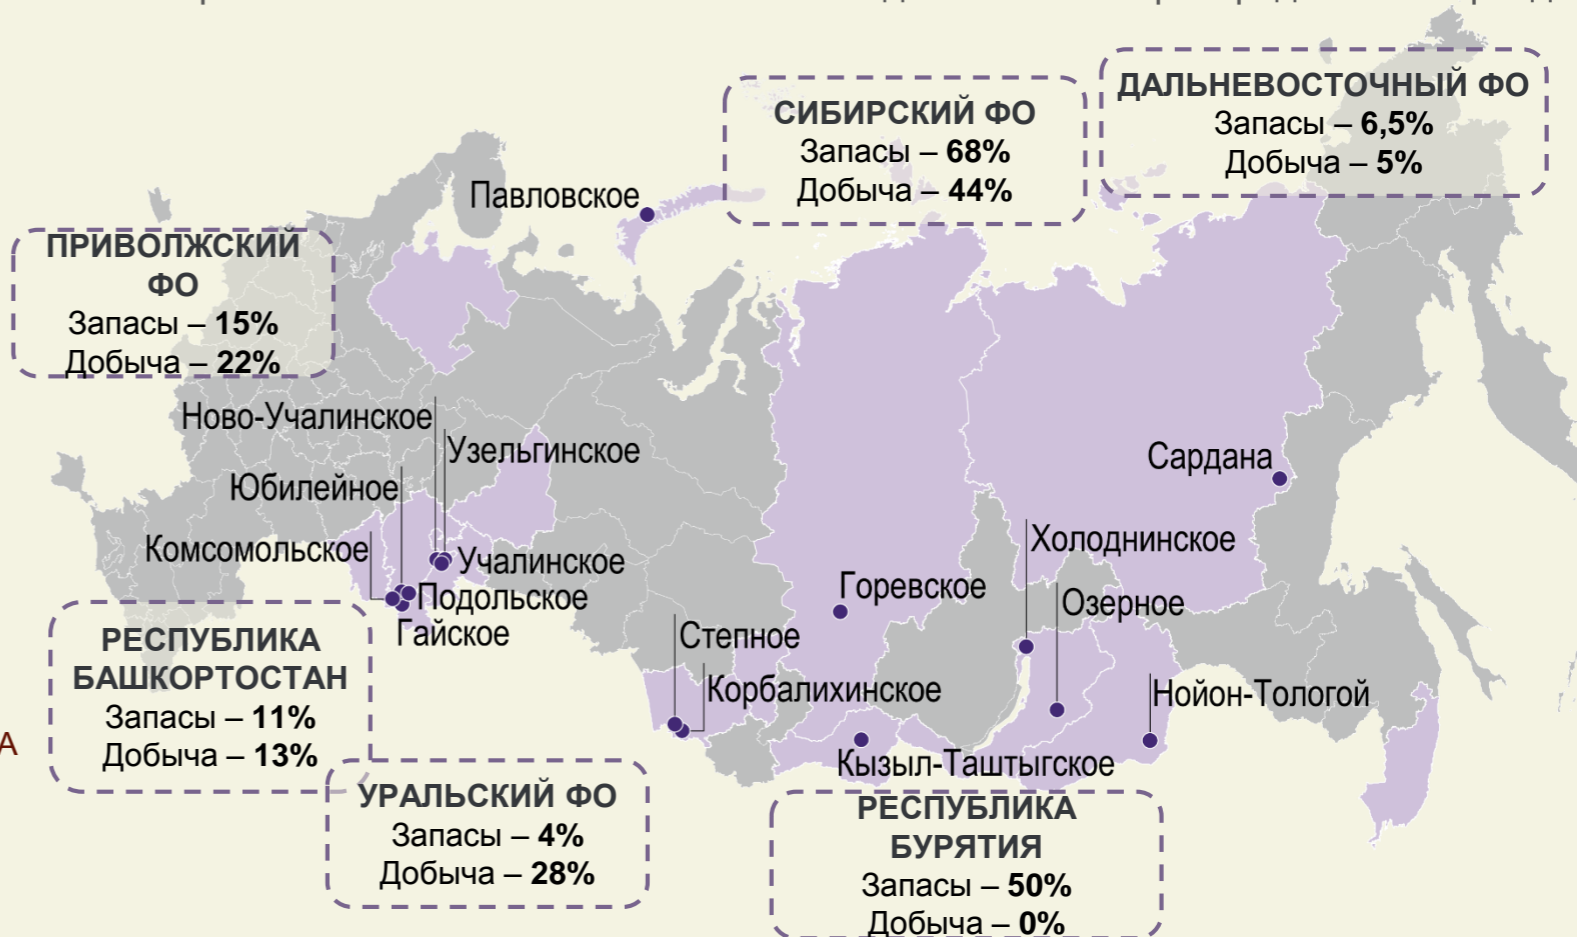 СИБИРСКИЙ ФО
Запасы – 68%
Добыча – 44%
ДАЛЬНЕВОСТОЧНЫЙ ФО
Запасы – 6,5%
Добыча – 5%
Павловское
ПРИВОЛЖСКИЙ
ФО
Запасы – 15%
Добыча – 22%
Ново-Учалинское
Узельгинское
Юбилейное
Комсомольское
Учалинское
Подольское
Гайское
Сардана
Холоднинское
Горевское
Озерное
Степное
Корбалихинское
Нойон-Тологой
Кызыл-Таштыгское
РЕСПУБЛИКА
БАШКОРТОСТАН
Запасы – 11%
Добыча – 13%
А
УРАЛЬСКИЙ ФО
Запасы – 4%
Добыча – 28%
РЕСПУБЛИКА
БУРЯТИЯ
Запасы – 50%
Добыча – 0%